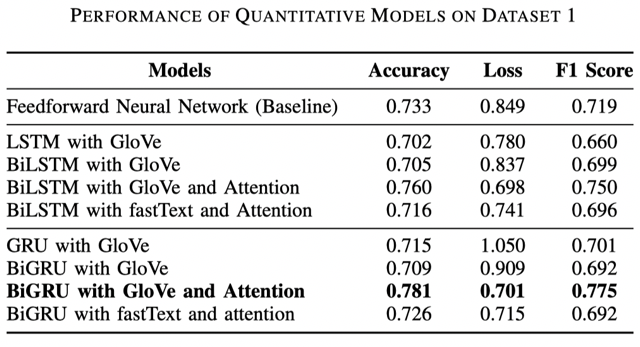 PERFORMANCE OF QUANTITATIVE MODELS ON DATASET 1
Models Accuracy Loss F1 Score
Feedforward Neural Network (Baseline) 0.733 0.849 0.719
LSTM with GloVe 0.702 0.780 0.660
BiLSTM with GloVe 0.705 0.837 0.699
BiLSTM with GloVe and Attention 0.760 0.698 0.750
BiLSTM with fastText and Attention 0.716 0.741 0.696
GRU with GloVe 0.715 1.050 0.701
BiGRU with GloVe 0.709 0.909 0.692
BiGRU with GloVe and Attention 0.781 0.701 0.775
BiGRU with fastText and attention 0.726 0.715 0.692